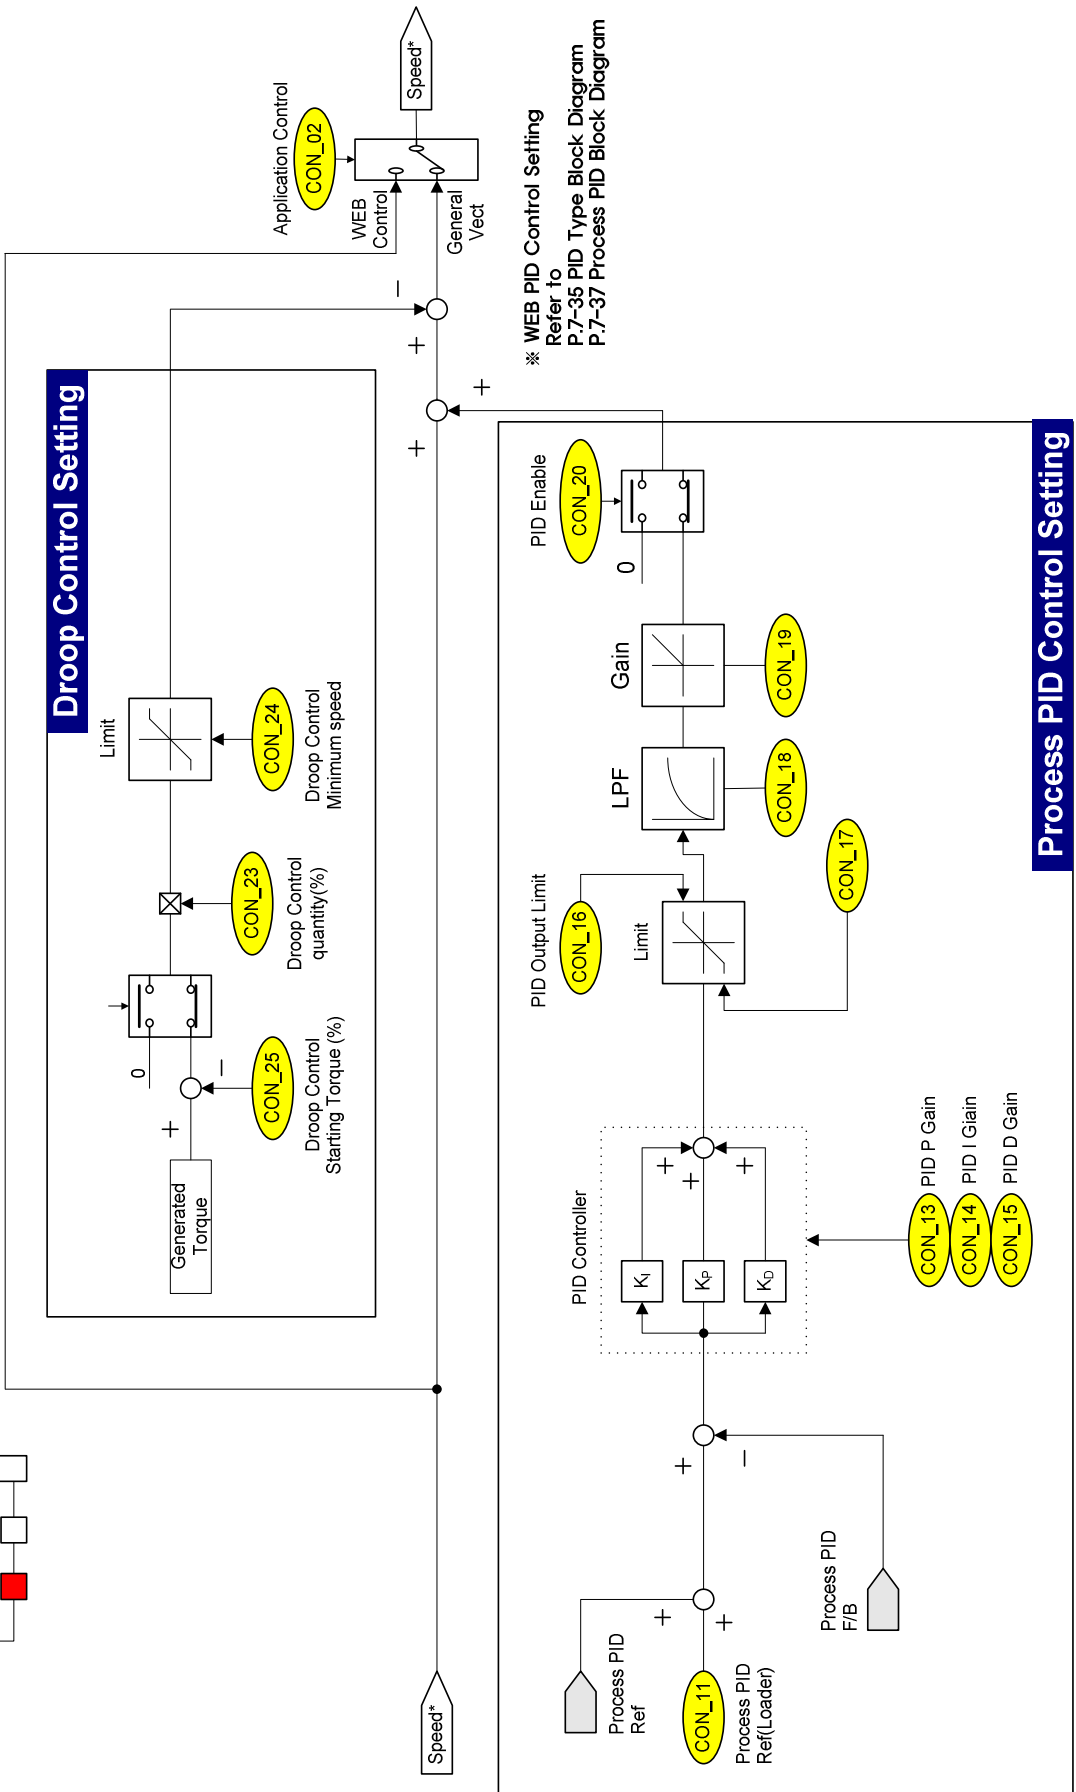 Droop Control Setting
Generated
Torque
+
−
CON_25
Droop Control
Starting Torque (%)
0
CON_23
Droop Control
quantity(%)
Limit
CON_24
Droop Control
Minimum speed
Speed*
+
+
+
−
Application Control
CON_02
WEB
Control
General
Vect
Speed*
※ WEB PID Control Setting
Refer to
P.7-35 PID Type Block Diagram
P.7-37 Process PID Block Diagram
Process PID
Ref
CON_11
Process PID
Ref(Loader)
+
+
Process PID
F/B
+
−
PID Controller
KI
KP
KD
+
+
+
CON_13 PID P Gain
CON_14 PID I Giain
CON_15 PID D Gain
PID Output Limit
CON_16
Limit
CON_17
LPF
CON_18
Gain
CON_19
PID Enable
CON_20
0
Process PID Control Setting